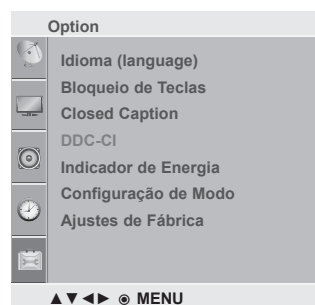 Option
Idioma (language)
Bloqueio de Teclas
Closed Caption
DDC-CI
Indicador de Energia
Configuração de Modo
Ajustes de Fábrica
▲▼◄► ◉ MENU